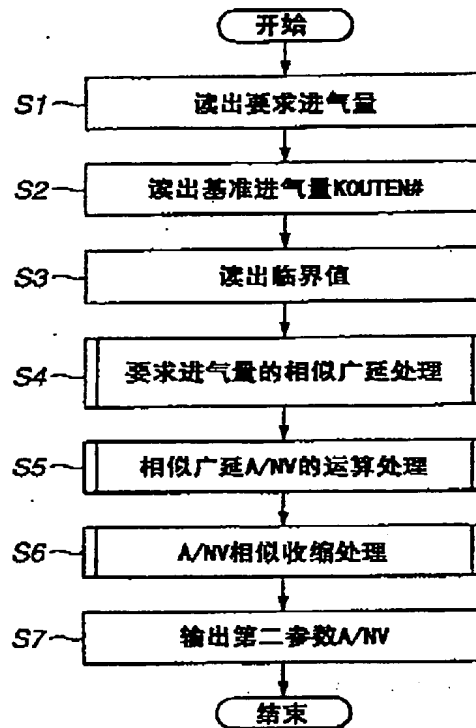 开始
S1 读出要求进气量
S2 读出基准进气量KOUTEN#
S3 读出临界值
S4 要求进气量的相似广延处理
S5 相似广延A/NV的运算处理
S6 A/NV相似收缩处理
S7 输出第二参数A/NV
结束